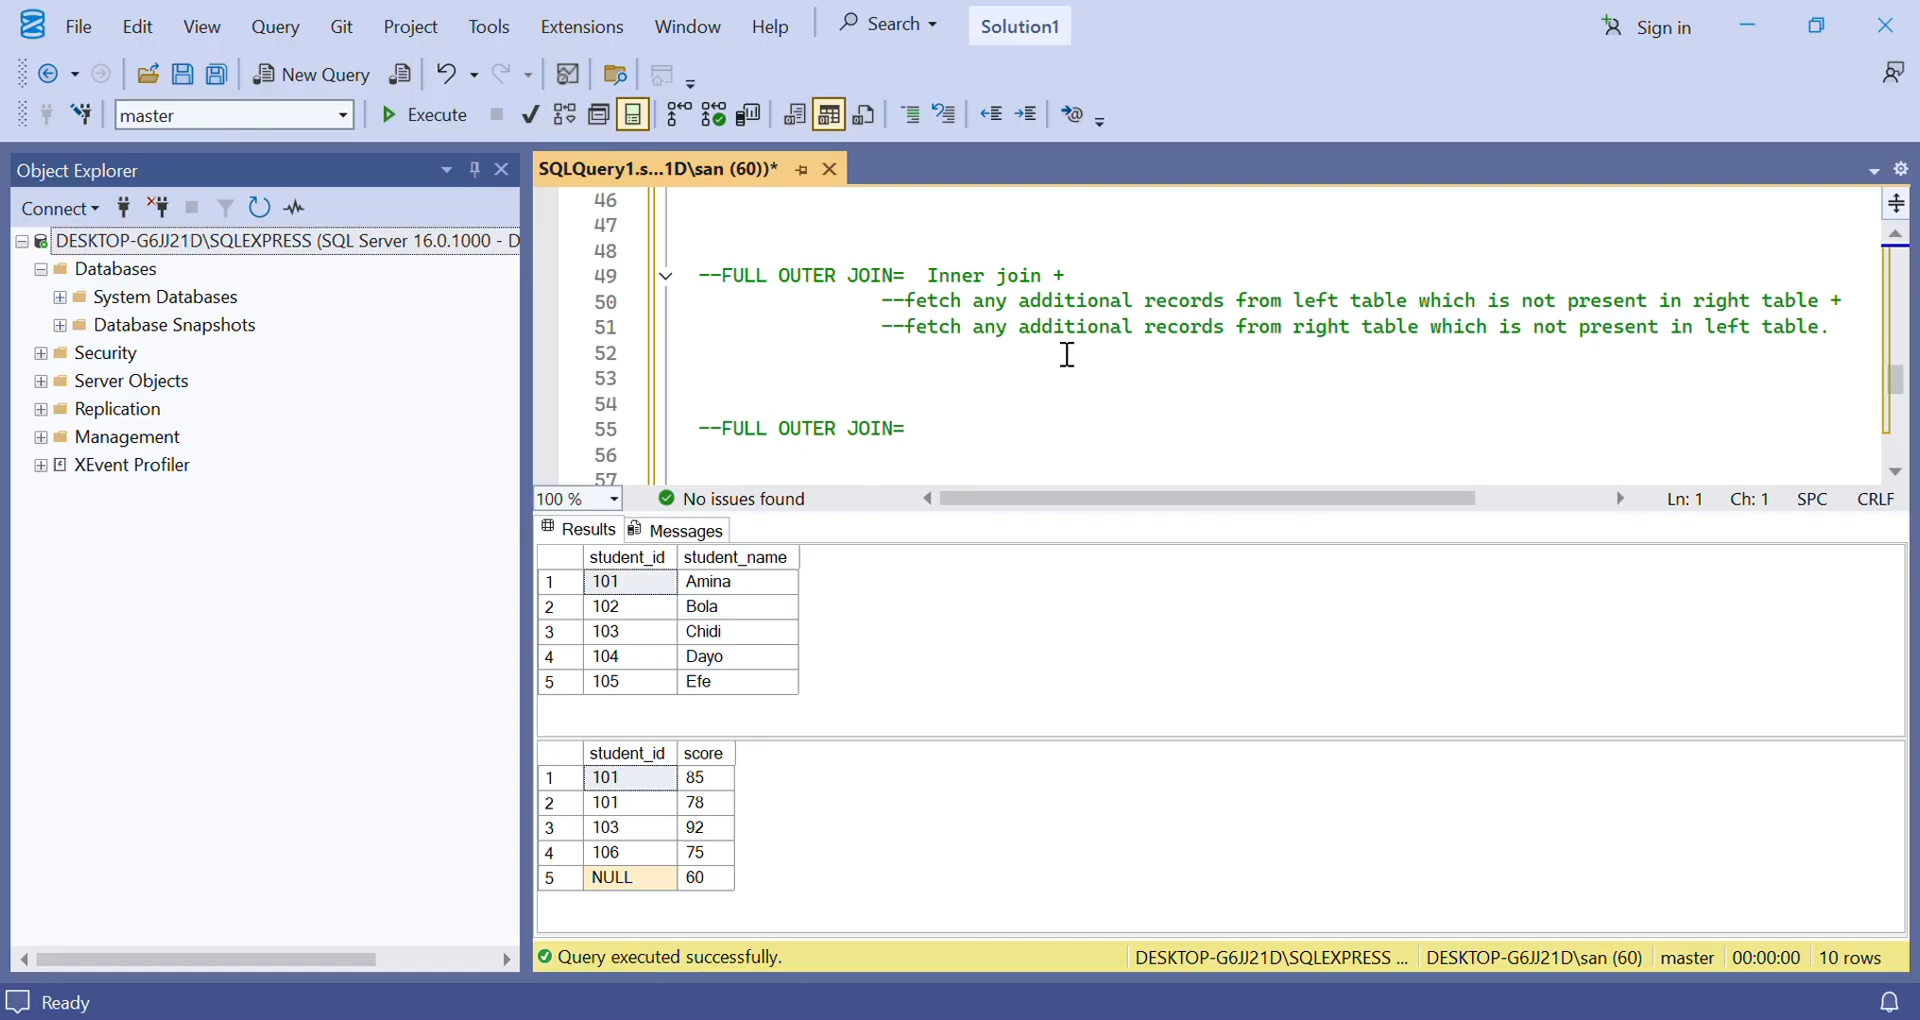 File Edit View Query Git Project Tools Extensions Window Help Search Solution1 Sign in
New Query
master Execute
Object Explorer
SQLQuery1.s...1D\san (60))*
Connect
DESKTOP-G6JJ21D\SQLEXPRESS (SQL Server 16.0.1000 - D
Databases
System Databases
Database Snapshots
Security
Server Objects
Replication
Management
XEvent Profiler
46
47
48
49 --FULL OUTER JOIN= Inner join +
50 --fetch any additional records from left table which is not present in right table +
51 --fetch any additional records from right table which is not present in left table.
52
53
54
55 --FULL OUTER JOIN=
56
57
100 % No issues found Ln: 1 Ch: 1 SPC CRLF
Results Messages
student_id student_name
1 101 Amina
2 102 Bola
3 103 Chidi
4 104 Dayo
5 105 Efe
student_id score
1 101 85
2 101 78
3 103 92
4 106 75
5 NULL 60
Query executed successfully. DESKTOP-G6JJ21D\SQLEXPRESS ... DESKTOP-G6JJ21D\san (60) master 00:00:00 10 rows
Ready